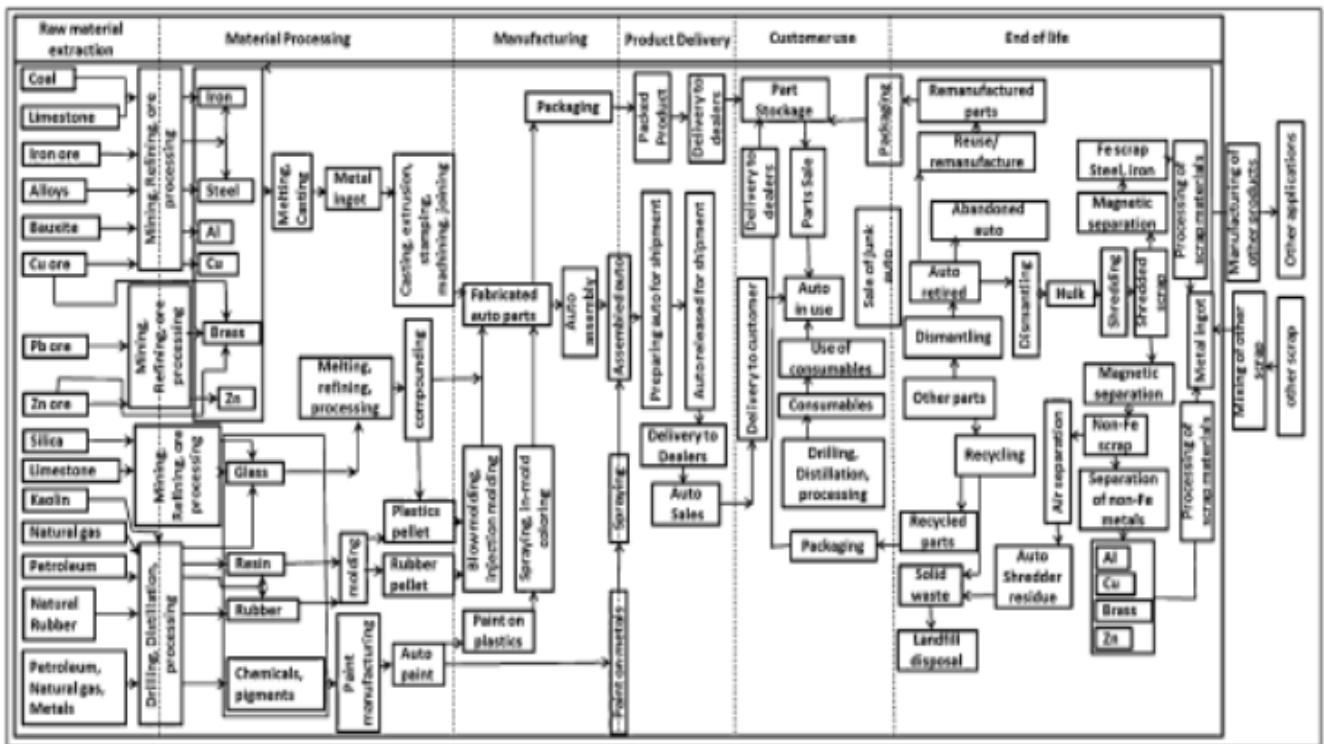 Raw material
extraction
Material Processing
Manufacturing
Product Delivery
Customer use
End of life
Coel
Limestone
Iron ore
Alloys
Bauxite
Cu ore
Pb ore
Zn ore
Silica
Limestone
Kaolin
Natural gas
Petroleum
Natural
Rubber
Petroleum,
Natural gas,
Metals
Mining, Refining, ore
processing
Mining,
Refining, ore
processing
Mining,
Refining, ore
processing
Drilling, Distillation,
processing
Iron
Steel
Al
Cu
Brass
Zn
Glass
Resin
Rubber
Chemicals,
pigments
Melting,
Casting
Metal
ingot
Casting, extrusion,
stamping,
machining, joining
Melting,
refining,
processing
compounding
Plastics
pellet
Rubber
pellet
molding
Paint
manufacturing
Auto
paint
Packaging
Fabricated
auto parts
Auto
assembly
Blow molding,
Injection molding
Spraying, in-mold
coloring
Paint on
plastics
Assembled auto
Spraying
Paint on metals
Packed
Product
Delivery to
dealers
Preparing auto for shipment
Auto released for shipment
Delivery to
Dealers
Auto
Sales
Part
Stockage
Delivery to
dealers
Parts Sale
Delivery to customer
Auto
in use
Use of
consumables
Consumables
Drilling,
Distillation,
processing
Packaging
Packaging
Sale of junk
auto
Remanufactured
parts
Reuse/
remanufacture
Abandoned
auto
Auto
retired
Dismantling
Other parts
Recycling
Recycled
parts
Solid
waste
Landfill
disposal
Dismantling
Hulk
Shredding
Shredded
scrap
Fe scrap
Steel, Iron
Magnetic
separation
Magnetic
separation
Non-Fe
scrap
Air separation
Separation
of non-Fe
metals
Auto
Shredder
residue
Al
Cu
Brass
Zn
Processing of
scrap materials
Metal ingot
Processing of
scrap materials
Manufacturing of
other products
Other applications
Mixing of other
scrap
other scrap